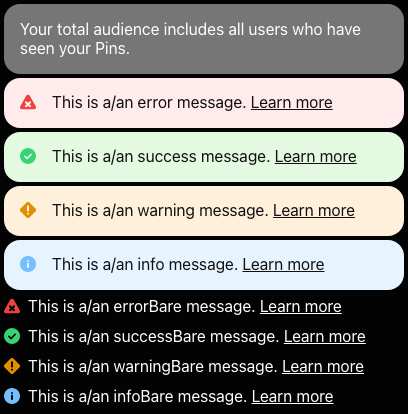 Your total audience includes all users who have
seen your Pins.
This is a/an error message. Learn more
This is a/an success message. Learn more
This is a/an warning message. Learn more
This is a/an info message. Learn more
This is a/an errorBare message. Learn more
This is a/an successBare message. Learn more
This is a/an warningBare message. Learn more
This is a/an infoBare message. Learn more